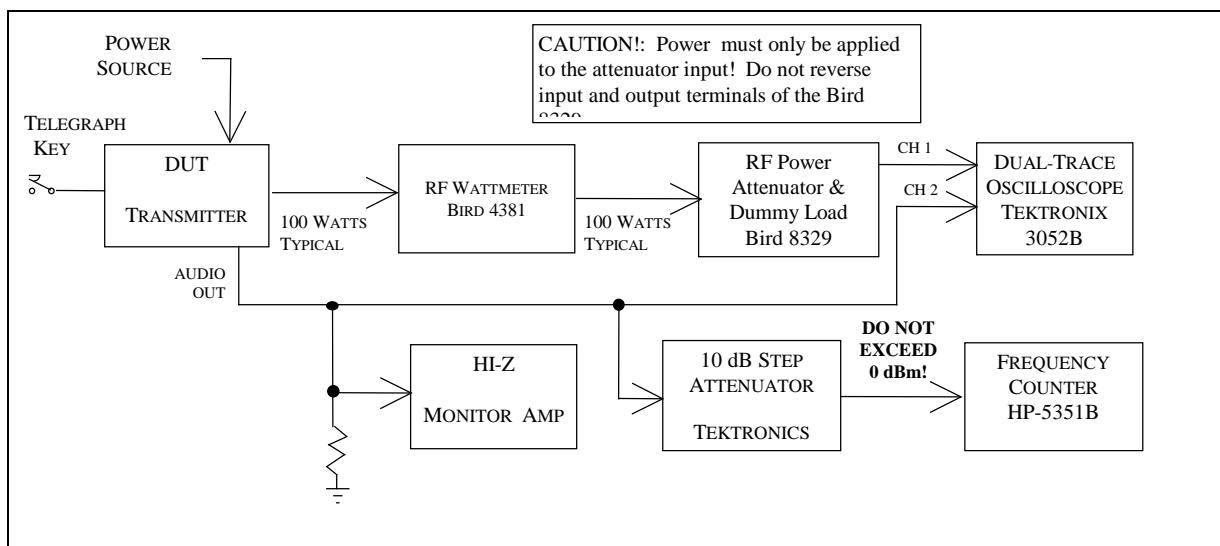 POWER
SOURCE
CAUTION!: Power must only be applied
to the attenuator input! Do not reverse
input and output terminals of the Bird
8329
TELEGRAPH
KEY
DUT
TRANSMITTER
100 WATTS
TYPICAL
RF WATTMETER
BIRD 4381
100 WATTS
TYPICAL
RF Power
Attenuator &
Dummy Load
Bird 8329
CH 1
CH 2
DUAL-TRACE
OSCILLOSCOPE
TEKTRONIX
3052B
AUDIO
OUT
HI-Z
MONITOR AMP
10 dB STEP
ATTENUATOR
TEKTRONICS
DO NOT
EXCEED
0 dBm!
FREQUENCY
COUNTER
HP-5351B